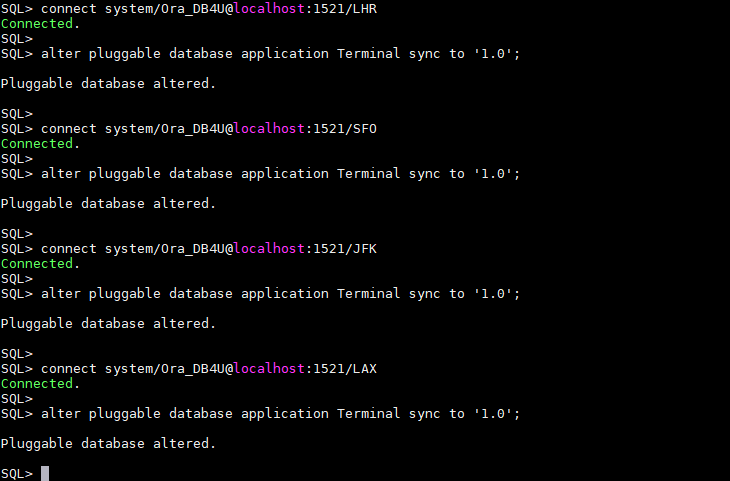 SQL> connect system/Ora_DB4U@localhost:1521/LHR
Connected.
SQL>
SQL> alter pluggable database application Terminal sync to '1.0';
Pluggable database altered.
SQL>
SQL> connect system/Ora_DB4U@localhost:1521/SFO
Connected.
SQL>
SQL> alter pluggable database application Terminal sync to '1.0';
Pluggable database altered.
SQL>
SQL> connect system/Ora_DB4U@localhost:1521/JFK
Connected.
SQL>
SQL> alter pluggable database application Terminal sync to '1.0';
Pluggable database altered.
SQL>
SQL> connect system/Ora_DB4U@localhost:1521/LAX
Connected.
SQL>
SQL> alter pluggable database application Terminal sync to '1.0';
Pluggable database altered.
SQL>